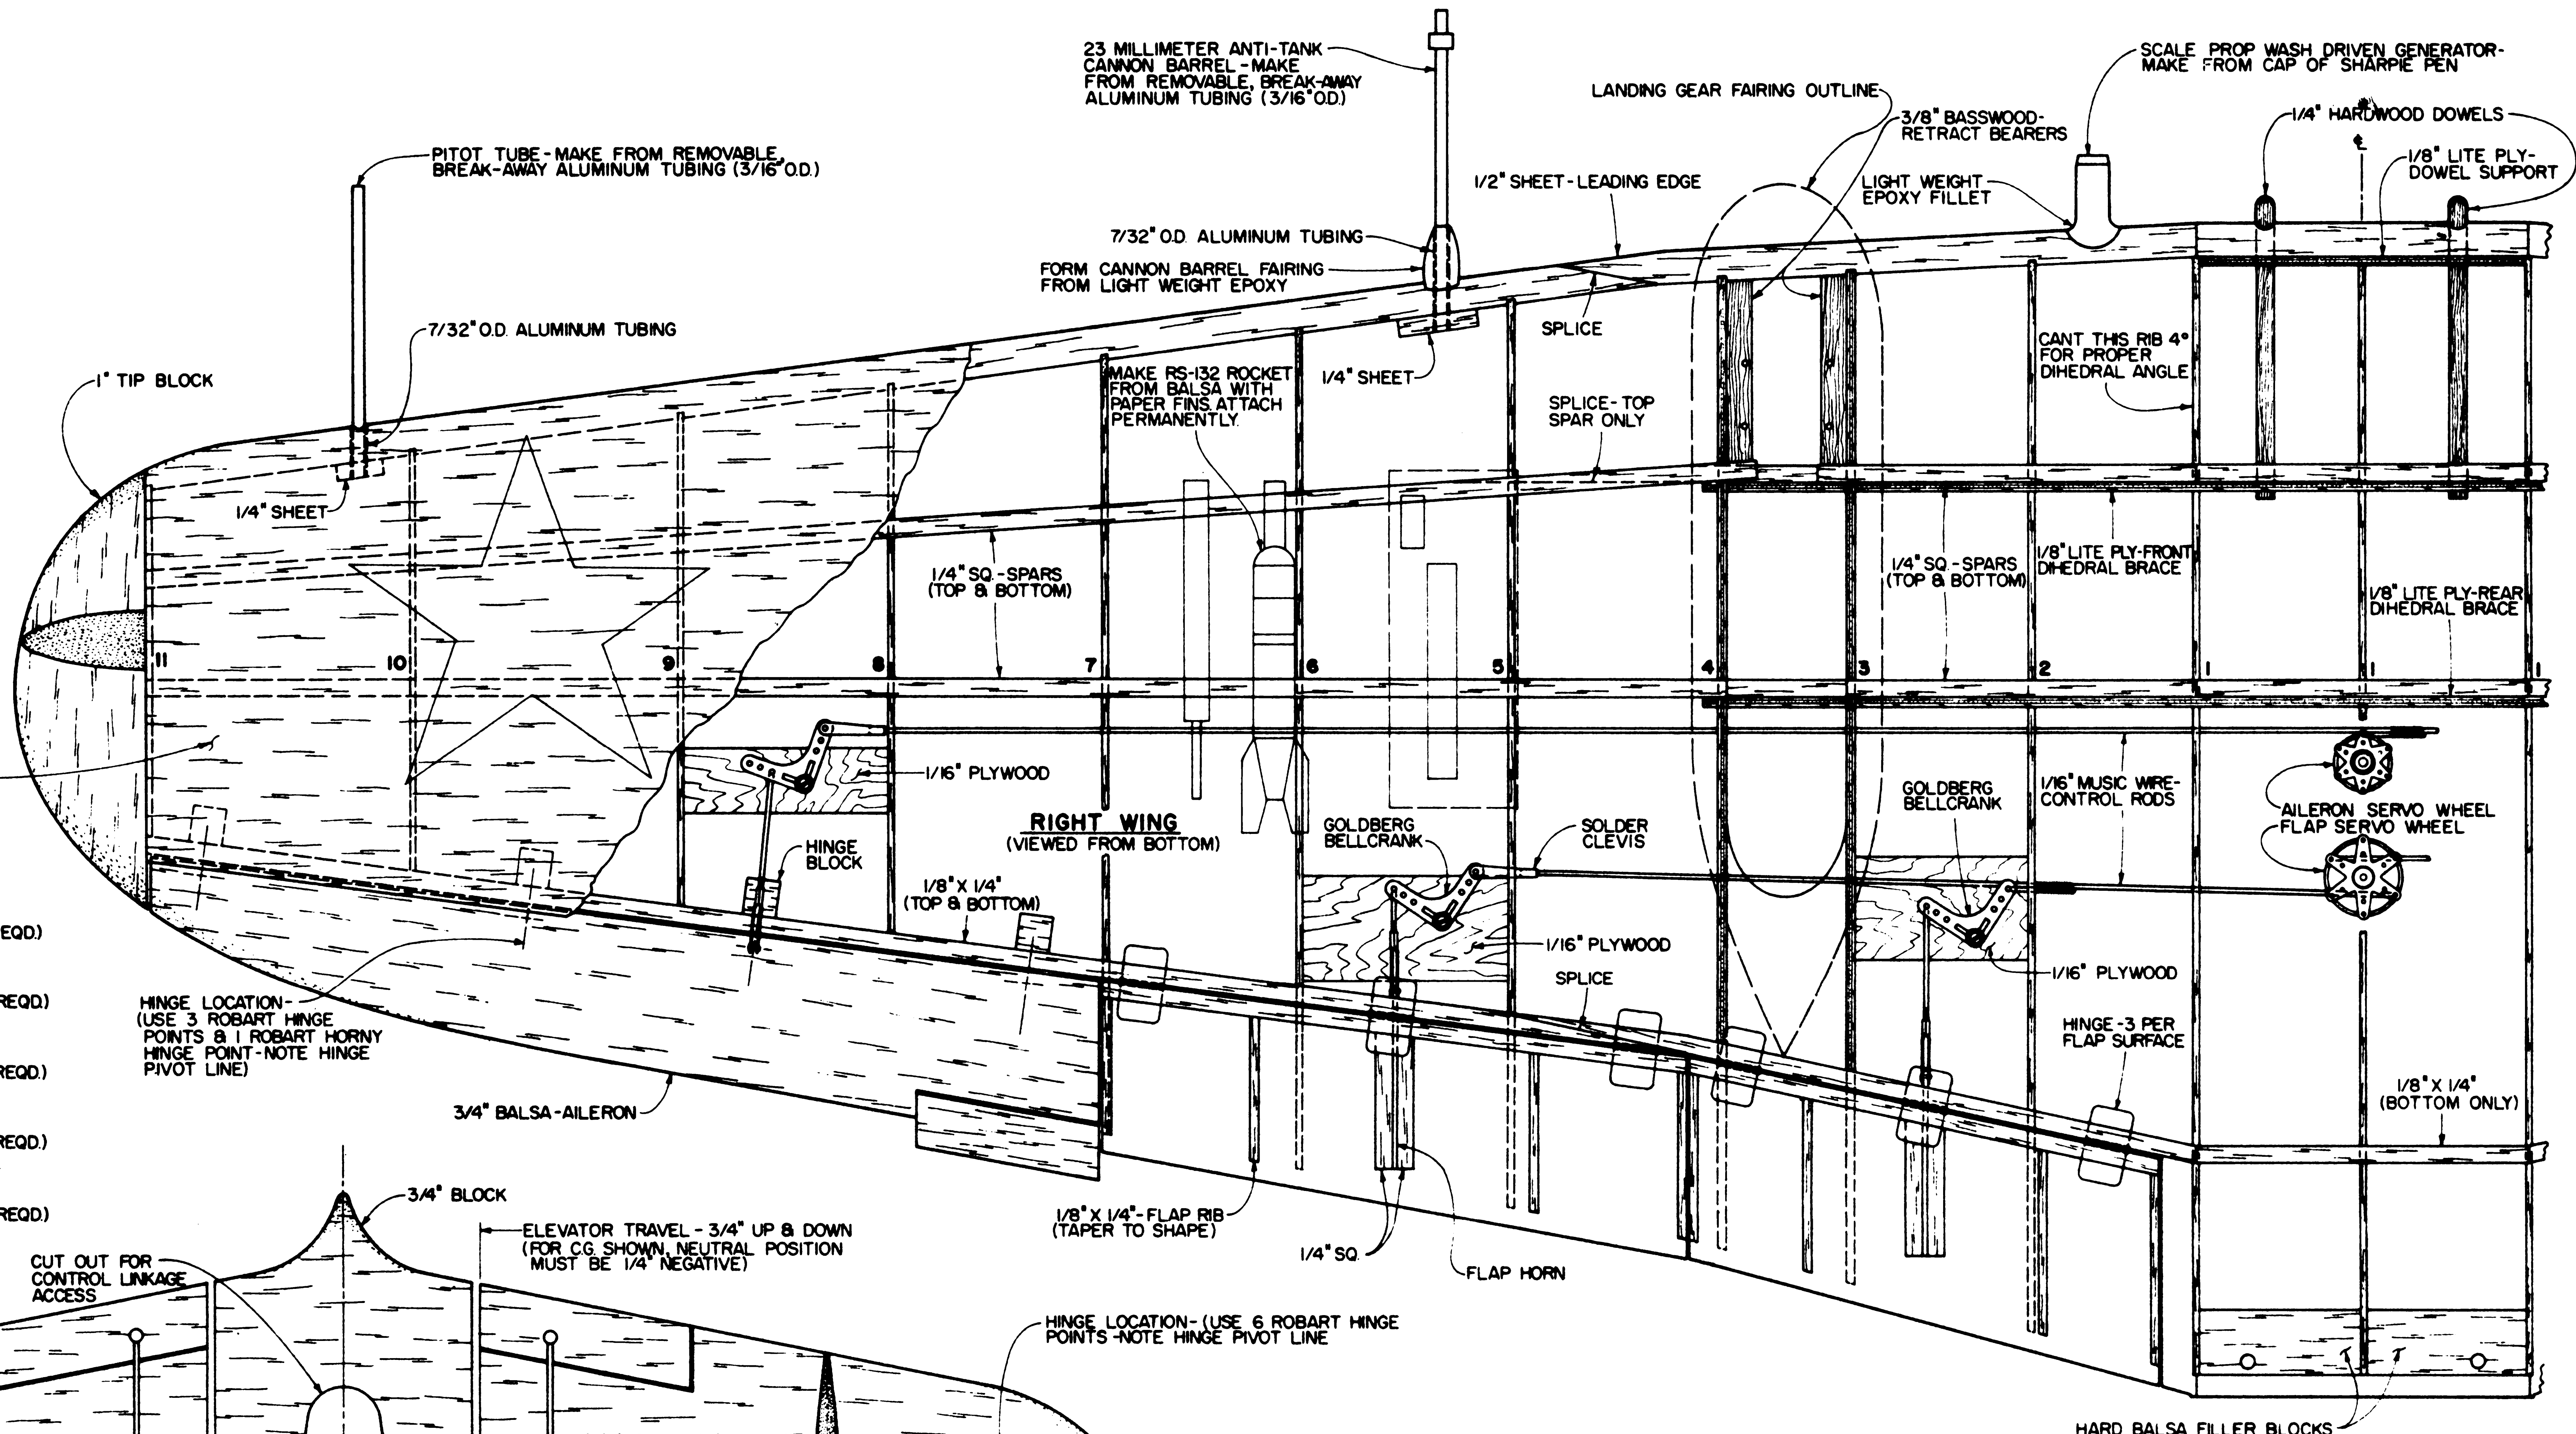 23 MILLIMETER ANTI-TANK
CANNON BARREL-MAKE
FROM REMOVABLE, BREAK-AWAY
ALUMINUM TUBING (3/16" O.D.)
SCALE PROP WASH DRIVEN GENERATOR-
MAKE FROM CAP OF SHARPIE PEN
LANDING GEAR FAIRING OUTLINE
3/8" BASSWOOD-
RETRACT BEARERS
1/4" HARDWOOD DOWELS
PITOT TUBE-MAKE FROM REMOVABLE,
BREAK-AWAY ALUMINUM TUBING (3/16" O.D.)
1/8" LITE PLY-
DOWEL SUPPORT
1/2" SHEET-LEADING EDGE
LIGHT WEIGHT
EPOXY FILLET
7/32" O.D. ALUMINUM TUBING
FORM CANNON BARREL FAIRING
FROM LIGHT WEIGHT EPOXY
7/32" O.D. ALUMINUM TUBING
SPLICE
CANT THIS RIB 4°
FOR PROPER
DIHEDRAL ANGLE
1" TIP BLOCK
MAKE RS-132 ROCKET
FROM BALSA WITH
PAPER FINS. ATTACH
PERMANENTLY.
1/4" SHEET
SPLICE-TOP
SPAR ONLY
1/4" SHEET
1/4" SQ.-SPARS
(TOP & BOTTOM)
1/4" SQ.-SPARS
(TOP & BOTTOM)
1/8" LITE PLY-FRONT
DIHEDRAL BRACE
1/8" LITE PLY-REAR
DIHEDRAL BRACE
11 10 9 8 7 6 5 4 3 2 1 1 1
1/16" PLYWOOD
RIGHT WING
(VIEWED FROM BOTTOM)
GOLDBERG
BELLCRANK
SOLDER
CLEVIS
GOLDBERG
BELLCRANK
1/16" MUSIC WIRE-
CONTROL RODS
AILERON SERVO WHEEL
FLAP SERVO WHEEL
HINGE
BLOCK
1/8" X 1/4"
(TOP & BOTTOM)
1/16" PLYWOOD
SPLICE
1/16" PLYWOOD
EQD.)
REQD.)
REQD.)
REQD.)
REQD.)
HINGE LOCATION-
(USE 3 ROBART HINGE
POINTS & 1 ROBART HORNY
HINGE POINT-NOTE HINGE
PIVOT LINE)
HINGE-3 PER
FLAP SURFACE
3/4" BALSA-AILERON
1/8" X 1/4"
(BOTTOM ONLY)
3/4" BLOCK
1/8" X 1/4"-FLAP RIB
(TAPER TO SHAPE)
1/4" SQ.
FLAP HORN
ELEVATOR TRAVEL-3/4" UP & DOWN
(FOR C.G. SHOWN, NEUTRAL POSITION
MUST BE 1/4" NEGATIVE)
CUT OUT FOR
CONTROL LINKAGE
ACCESS
HINGE LOCATION-(USE 6 ROBART HINGE
POINTS-NOTE HINGE PIVOT LINE
HARD BALSA FILLER BLOCKS